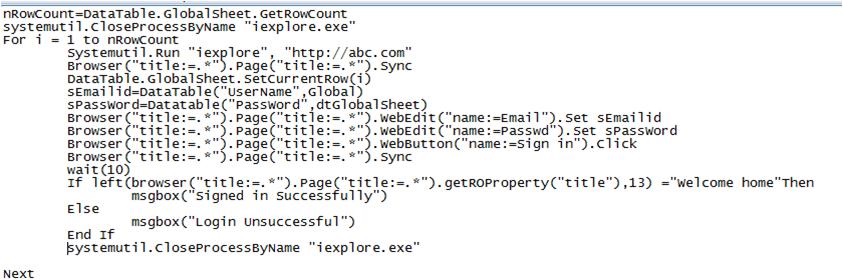 nRowCount=DataTable.GlobalSheet.GetRowCount
systemutil.CloseProcessByName "iexplore.exe"
For i = 1 to nRowCount
Systemutil.Run "iexplore", "http://abc.com"
Browser("title:=.*").Page("title:=.*").Sync
DataTable.GlobalSheet.SetCurrentRow(i)
sEmailid=DataTable("UserName",Global)
sPassWord=Datatable("PassWord",dtGlobalSheet)
Browser("title:=.*").Page("title:=.*").WebEdit("name:=Email").Set sEmailid
Browser("title:=.*").Page("title:=.*").WebEdit("name:=Passwd").Set sPassWord
Browser("title:=.*").Page("title:=.*").WebButton("name:=Sign in").Click
Browser("title:=.*").Page("title:=.*").Sync
wait(10)
If left(browser("title:=.*").Page("title:=.*").getROProperty("title"),13) ="Welcome home"Then
msgbox("Signed in Successfully")
Else
msgbox("Login Unsuccessful")
End If
systemutil.CloseProcessByName "iexplore.exe"
Next